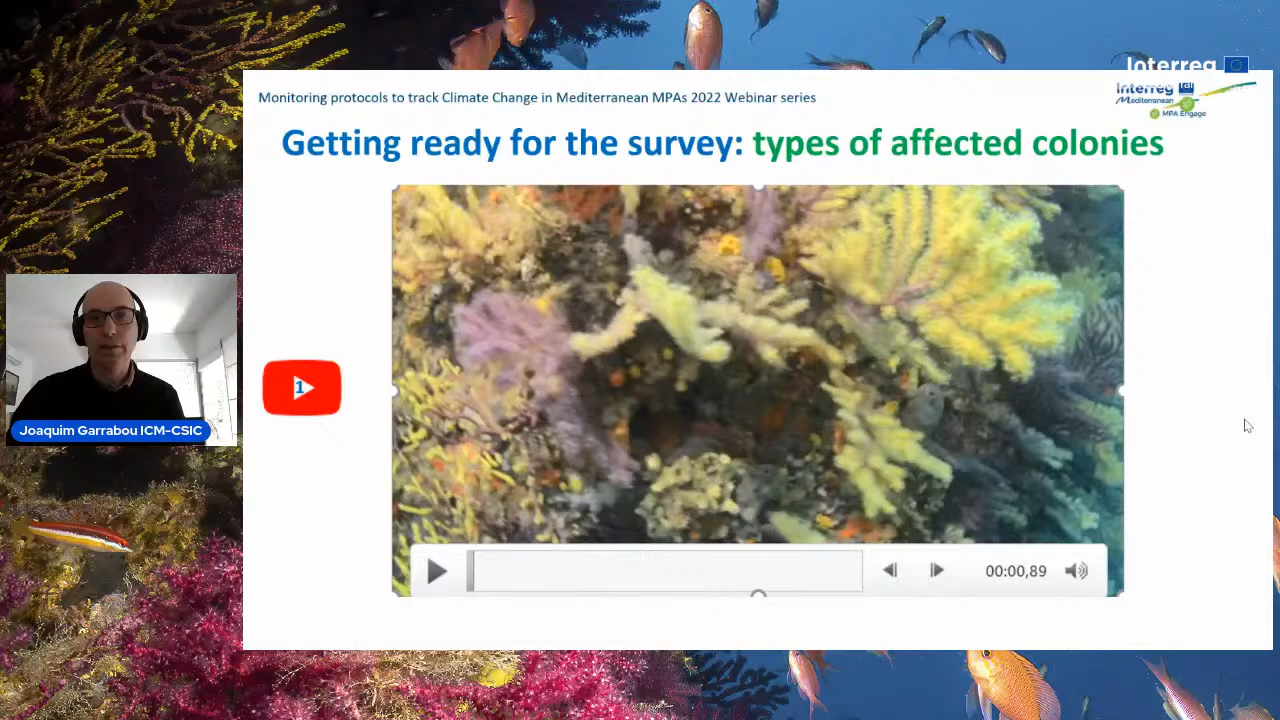 Interreg
Monitoring protocols to track Climate Change in Mediterranean MPAs 2022 Webinar series
Interreg
Mediterranean
MPA Engage
Getting ready for the survey: types of affected colonies
1
Joaquim Garrabou ICM-CSIC
00:00,89